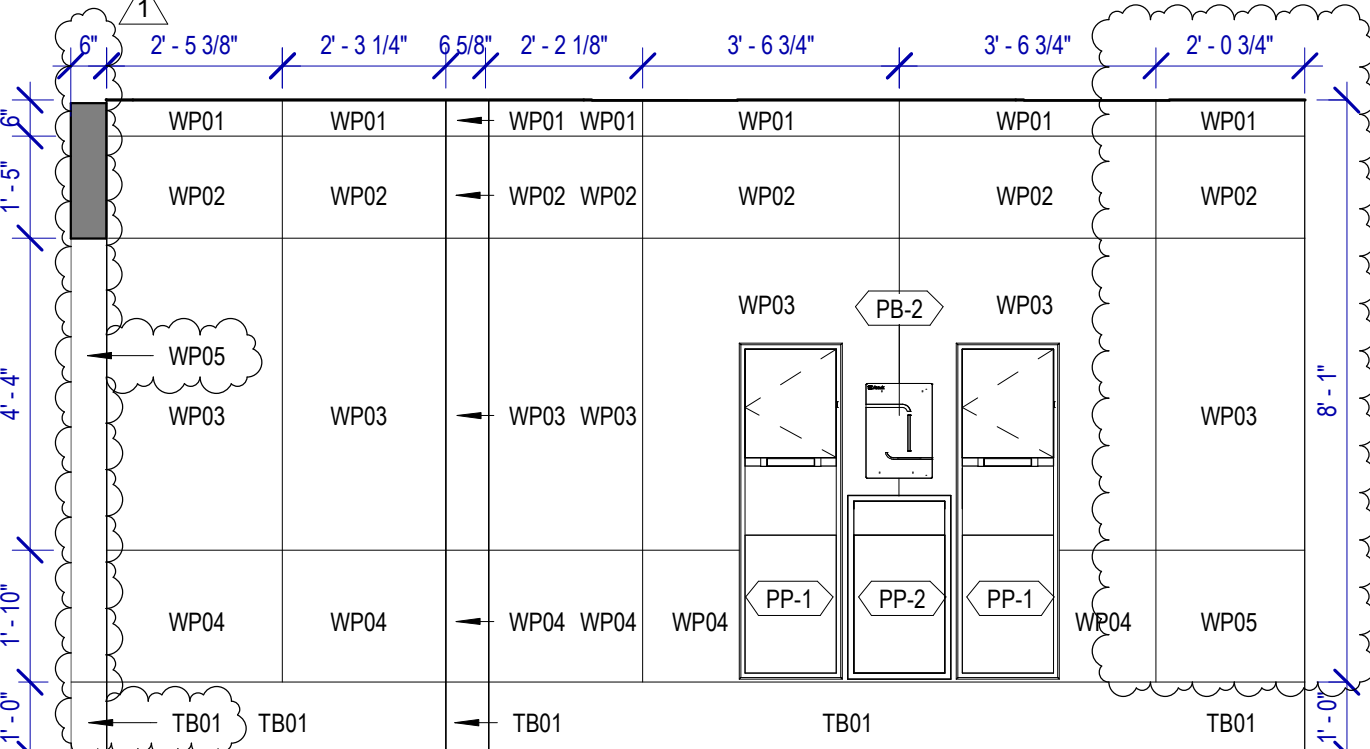 1
6" 2' - 5 3/8" 2' - 3 1/4" 6 5/8" 2' - 2 1/8" 3' - 6 3/4" 3' - 6 3/4" 2' - 0 3/4"
6" WP01 WP01 WP01 WP01 WP01 WP01 WP01
1' - 5" WP02 WP02 WP02 WP02 WP02 WP02 WP02
WP03 PB-2 WP03
WP05
4' - 4" WP03 WP03 WP03 WP03 WP03 8' - 1"
PP-1 PP-2 PP-1
1' - 10" WP04 WP04 WP04 WP04 WP04 WP04 WP05
1' - 0" TB01 TB01 TB01 TB01 TB01 1' - 0"